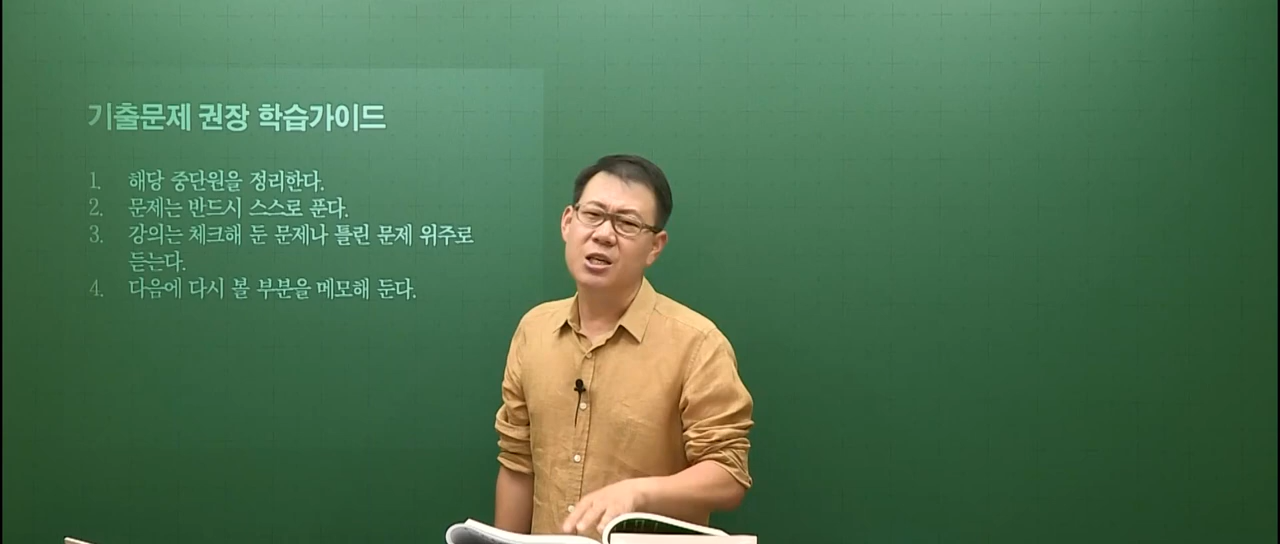 기출문제 권장 학습가이드
1. 해당 중단원을 정리한다.
2. 문제는 반드시 스스로 푼다.
3. 강의는 체크해 둔 문제나 틀린 문제 위주로
듣는다.
4. 다음에 다시 볼 부분을 메모해 둔다.